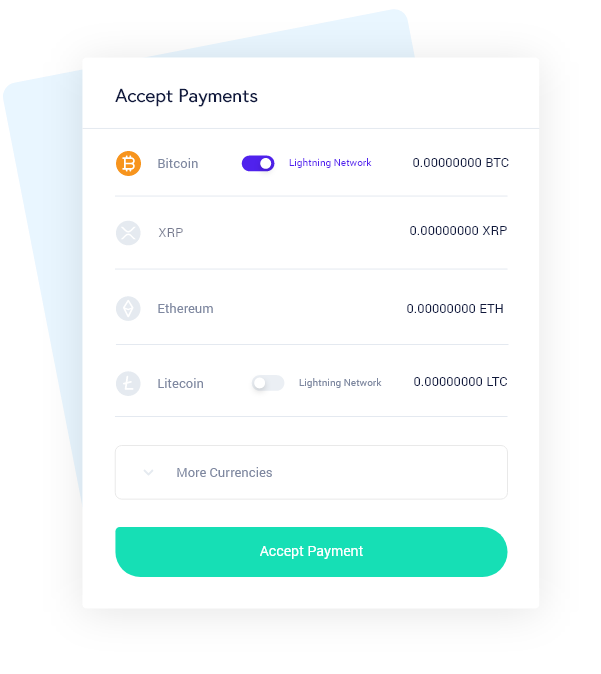 Accept Payments
Bitcoin Lightning Network 0.00000000 BTC
XRP 0.00000000 XRP
Ethereum 0.00000000 ETH
Litecoin Lightning Network 0.00000000 LTC
More Currencies
Accept Payment